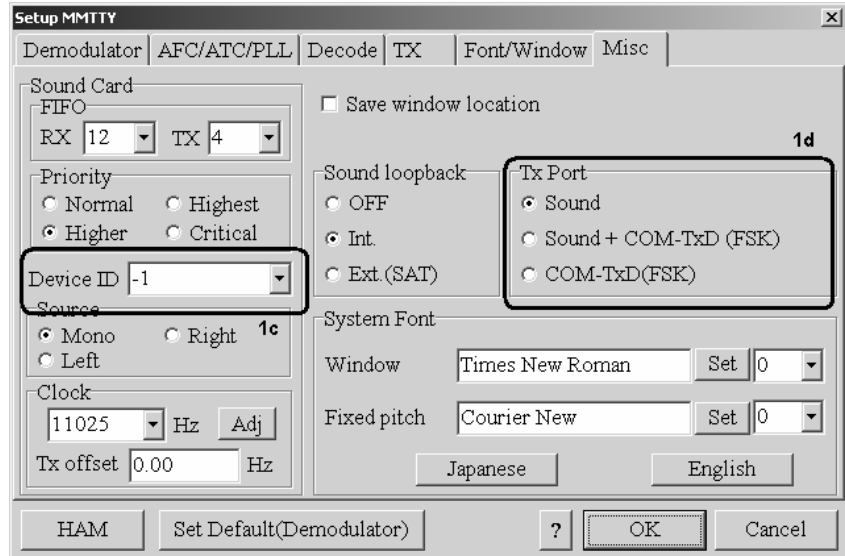 Setup MMTTY
Demodulator AFC/ATC/PLL Decode TX Font/Window Misc
Sound Card
FIFO
RX 12 TX 4
Priority
Normal Highest
Higher Critical
Device ID -1
1c
Source
Mono Right
Left
Clock
11025 Hz Adj
Tx offset 0.00 Hz
Save window location
1d
Sound loopback
OFF
Int.
Ext.(SAT)
Tx Port
Sound
Sound + COM-TxD (FSK)
COM-TxD(FSK)
System Font
Window Times New Roman Set 0
Fixed pitch Courier New Set 0
Japanese English
HAM Set Default(Demodulator) ? OK Cancel